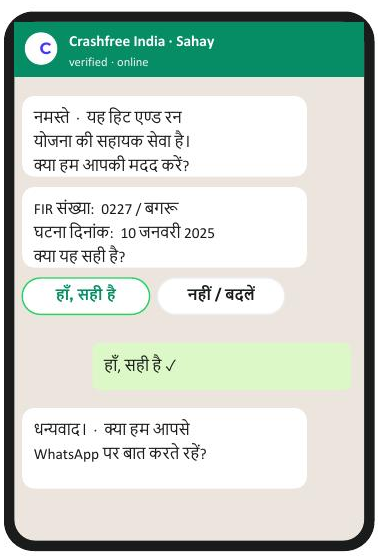 C
Crashfree India · Sahay
verified · online
नमस्ते · यह हिट एण्ड रन
योजना की सहायक सेवा है।
क्या हम आपकी मदद करें?
FIR संख्या: 0227 / बगरू
घटना दिनांक: 10 जनवरी 2025
क्या यह सही है?
हाँ, सही है
नहीं / बदलें
हाँ, सही है ✓
धन्यवाद। · क्या हम आपसे
WhatsApp पर बात करते रहें?